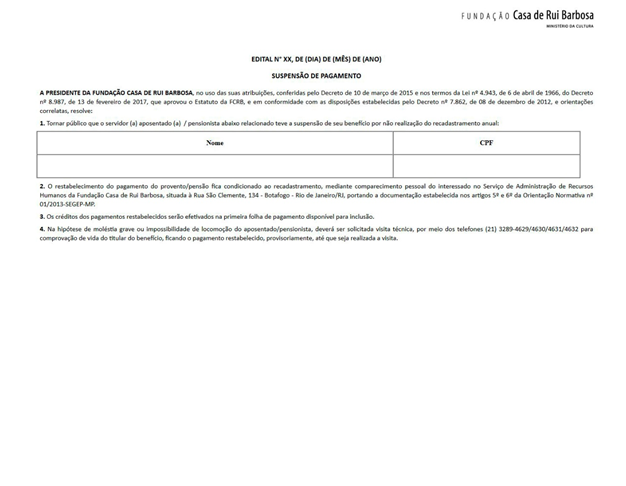 FUNDAÇÃO Casa de Rui Barbosa
MINISTÉRIO DA CULTURA
EDITAL N° XX, DE (DIA) DE (MÊS) DE (ANO)
SUSPENSÃO DE PAGAMENTO
A PRESIDENTE DA FUNDAÇÃO CASA DE RUI BARBOSA, no uso das suas atribuições, conferidas pelo Decreto de 10 de março de 2015 e nos termos da Lei nº 4.943, de 6 de abril de 1966, do Decreto
nº 8.987, de 13 de fevereiro de 2017, que aprovou o Estatuto da FCRB, e em conformidade com as disposições estabelecidas pelo Decreto nº 7.862, de 08 de dezembro de 2012, e orientações
correlatas, resolve:
1. Tornar público que o servidor (a) aposentado (a) / pensionista abaixo relacionado teve a suspensão de seu benefício por não realização do recadastramento anual:
Nome CPF
2. O restabelecimento do pagamento do provento/pensão fica condicionado ao recadastramento, mediante comparecimento pessoal do interessado no Serviço de Administração de Recursos
Humanos da Fundação Casa de Rui Barbosa, situada à Rua São Clemente, 134 - Botafogo - Rio de Janeiro/RJ, portando a documentação estabelecida nos artigos 5º e 6º da Orientação Normativa nº
01/2013-SEGEP-MP.
3. Os créditos dos pagamentos restabelecidos serão efetivados na primeira folha de pagamento disponível para inclusão.
4. Na hipótese de moléstia grave ou impossibilidade de locomoção do aposentado/pensionista, deverá ser solicitada visita técnica, por meio dos telefones (21) 3289-4629/4630/4631/4632 para
comprovação de vida do titular do benefício, ficando o pagamento restabelecido, provisoriamente, até que seja realizada a visita.